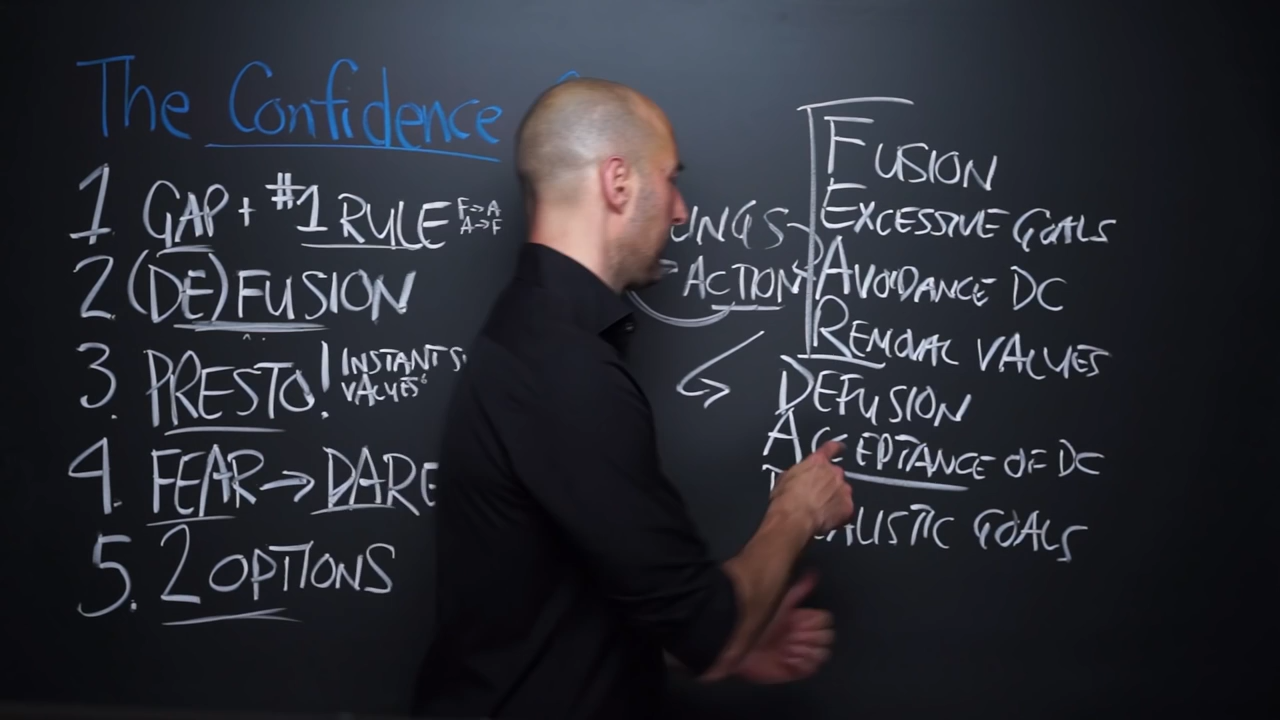 The Confidence
1 GAP + #1 RULE F→A
A→F
2 (DE)FUSION
3. PRESTO! INSTANT
VALUES
4. FEAR → DARE
5. 2 OPTIONS
ACTION
FUSION
EXCESSIVE GOALS
AVOIDANCE DC
REMOVAL VALUES
DEFUSION
ACCEPTANCE OF DC
GOALS